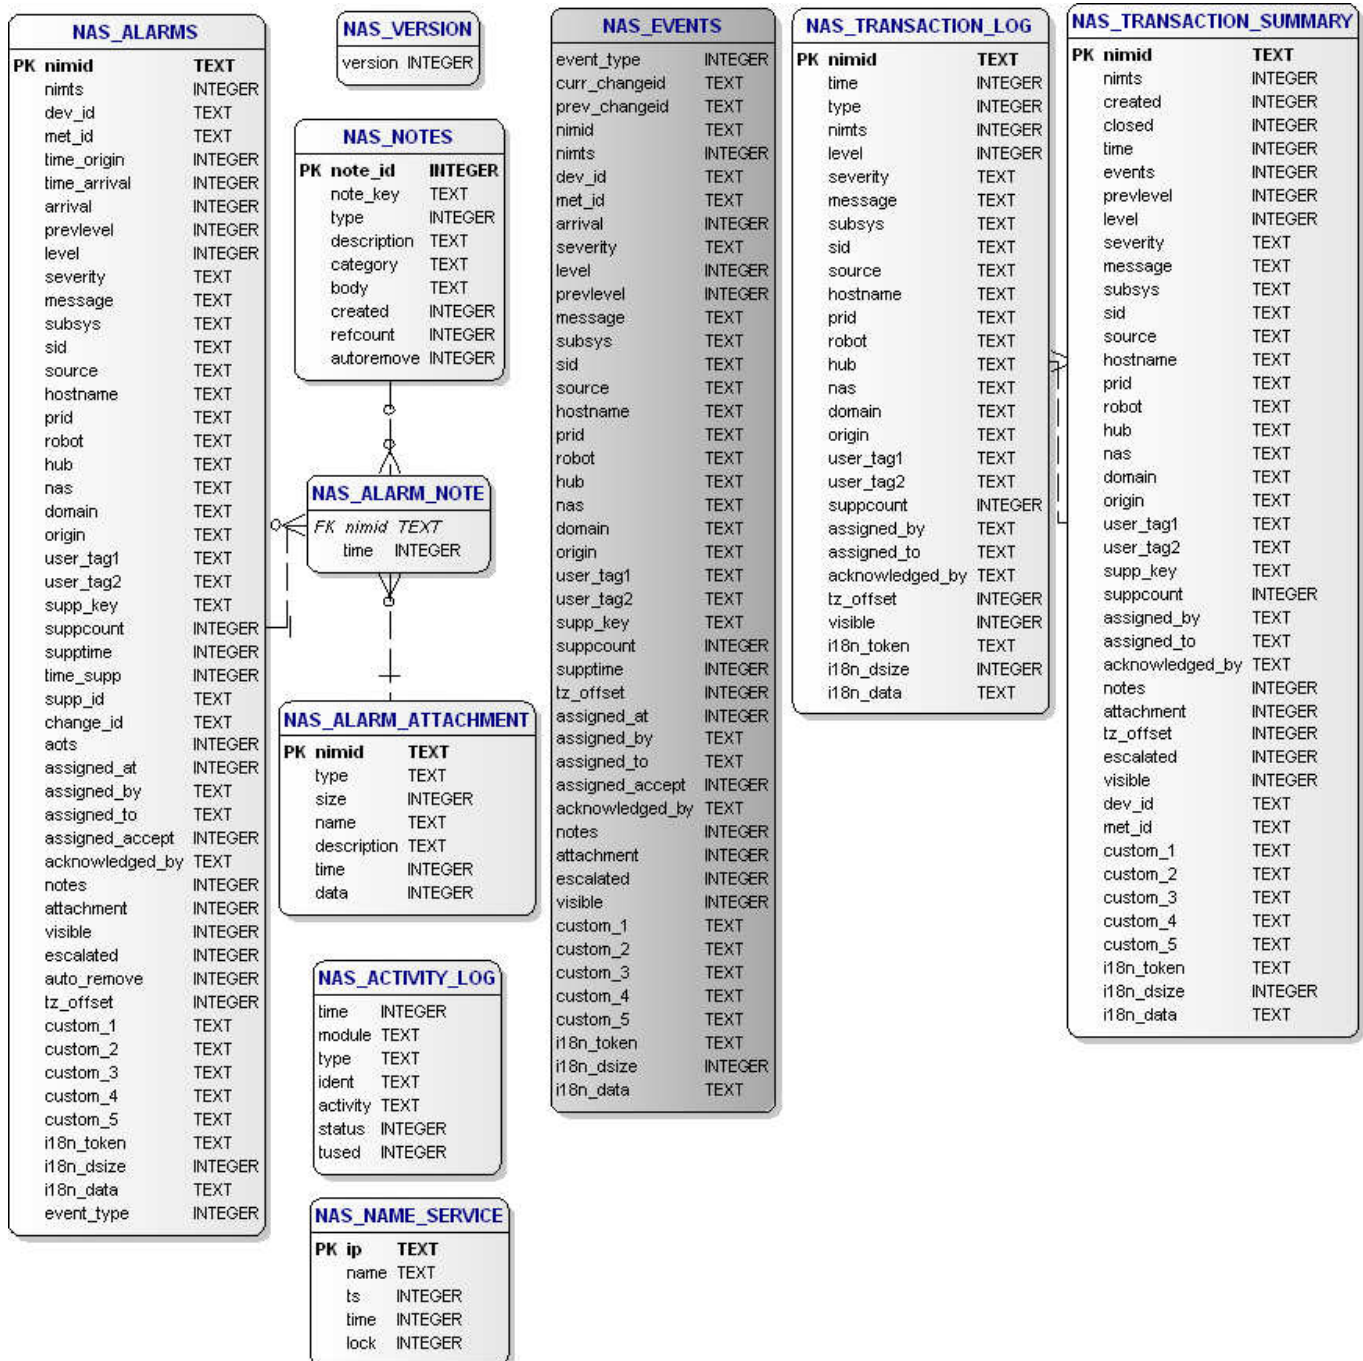 NAS_ALARMS
PK nimid TEXT
nimts INTEGER
dev_id TEXT
met_id TEXT
time_origin INTEGER
time_arrival INTEGER
arrival INTEGER
prevlevel INTEGER
level INTEGER
severity TEXT
message TEXT
subsys TEXT
sid TEXT
source TEXT
hostname TEXT
prid TEXT
robot TEXT
hub TEXT
nas TEXT
domain TEXT
origin TEXT
user_tag1 TEXT
user_tag2 TEXT
supp_key TEXT
suppcount INTEGER
supptime INTEGER
time_supp INTEGER
supp_id TEXT
change_id TEXT
aots INTEGER
assigned_at INTEGER
assigned_by TEXT
assigned_to TEXT
assigned_accept INTEGER
acknowledged_by TEXT
notes INTEGER
attachment INTEGER
visible INTEGER
escalated INTEGER
auto_remove INTEGER
tz_offset INTEGER
custom_1 TEXT
custom_2 TEXT
custom_3 TEXT
custom_4 TEXT
custom_5 TEXT
i18n_token TEXT
i18n_dsize INTEGER
i18n_data TEXT
event_type INTEGER
NAS_VERSION
version INTEGER
NAS_NOTES
PK note_id INTEGER
note_key TEXT
type INTEGER
description TEXT
category TEXT
body TEXT
created INTEGER
refcount INTEGER
autoremove INTEGER
NAS_ALARM_NOTE
FK nimid TEXT
time INTEGER
NAS_ALARM_ATTACHMENT
PK nimid TEXT
type TEXT
size INTEGER
name TEXT
description TEXT
time INTEGER
data INTEGER
NAS_ACTIVITY_LOG
time INTEGER
module TEXT
type TEXT
ident TEXT
activity TEXT
status INTEGER
tused INTEGER
NAS_NAME_SERVICE
PK ip TEXT
name TEXT
ts INTEGER
time INTEGER
lock INTEGER
NAS_EVENTS
event_type INTEGER
curr_changeid TEXT
prev_changeid TEXT
nimid TEXT
nimts INTEGER
dev_id TEXT
met_id TEXT
arrival INTEGER
severity TEXT
level INTEGER
prevlevel INTEGER
message TEXT
subsys TEXT
sid TEXT
source TEXT
hostname TEXT
prid TEXT
robot TEXT
hub TEXT
nas TEXT
domain TEXT
origin TEXT
user_tag1 TEXT
user_tag2 TEXT
supp_key TEXT
suppcount INTEGER
supptime INTEGER
tz_offset INTEGER
assigned_at INTEGER
assigned_by TEXT
assigned_to TEXT
assigned_accept INTEGER
acknowledged_by TEXT
notes INTEGER
attachment INTEGER
escalated INTEGER
visible INTEGER
custom_1 TEXT
custom_2 TEXT
custom_3 TEXT
custom_4 TEXT
custom_5 TEXT
i18n_token TEXT
i18n_dsize INTEGER
i18n_data TEXT
NAS_TRANSACTION_LOG
PK nimid TEXT
time INTEGER
type INTEGER
nimts INTEGER
level INTEGER
severity TEXT
message TEXT
subsys TEXT
sid TEXT
source TEXT
hostname TEXT
prid TEXT
robot TEXT
hub TEXT
nas TEXT
domain TEXT
origin TEXT
user_tag1 TEXT
user_tag2 TEXT
suppcount INTEGER
assigned_by TEXT
assigned_to TEXT
acknowledged_by TEXT
tz_offset INTEGER
visible INTEGER
i18n_token TEXT
i18n_dsize INTEGER
i18n_data TEXT
NAS_TRANSACTION_SUMMARY
PK nimid TEXT
nimts INTEGER
created INTEGER
closed INTEGER
time INTEGER
events INTEGER
prevlevel INTEGER
level INTEGER
severity TEXT
message TEXT
subsys TEXT
sid TEXT
source TEXT
hostname TEXT
prid TEXT
robot TEXT
hub TEXT
nas TEXT
domain TEXT
origin TEXT
user_tag1 TEXT
user_tag2 TEXT
supp_key TEXT
suppcount INTEGER
assigned_by TEXT
assigned_to TEXT
acknowledged_by TEXT
notes INTEGER
attachment INTEGER
tz_offset INTEGER
escalated INTEGER
visible INTEGER
dev_id TEXT
met_id TEXT
custom_1 TEXT
custom_2 TEXT
custom_3 TEXT
custom_4 TEXT
custom_5 TEXT
i18n_token TEXT
i18n_dsize INTEGER
i18n_data TEXT